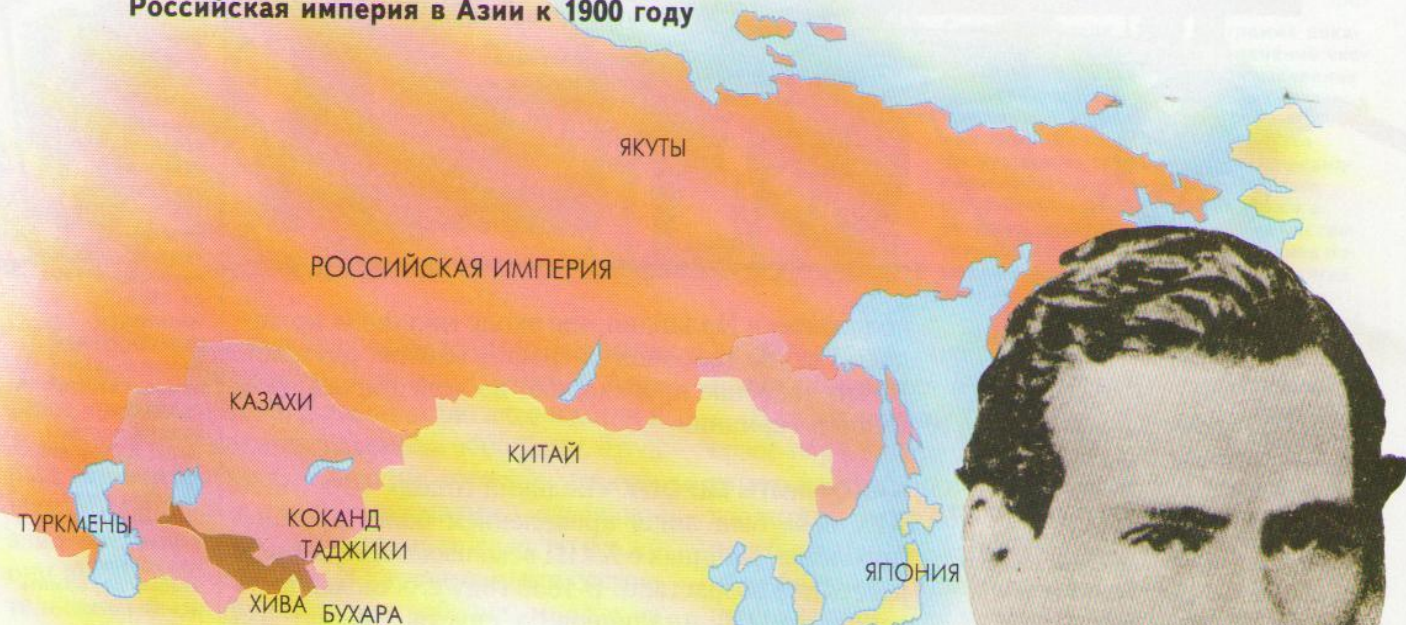 Российская империя в Азии к 1900 году
ЯКУТЫ
РОССИЙСКАЯ ИМПЕРИЯ
КАЗАХИ
КИТАЙ
ТУРКМЕНЫ
КОКАНД
ТАДЖИКИ
ЯПОНИЯ
ХИВА
БУХАРА